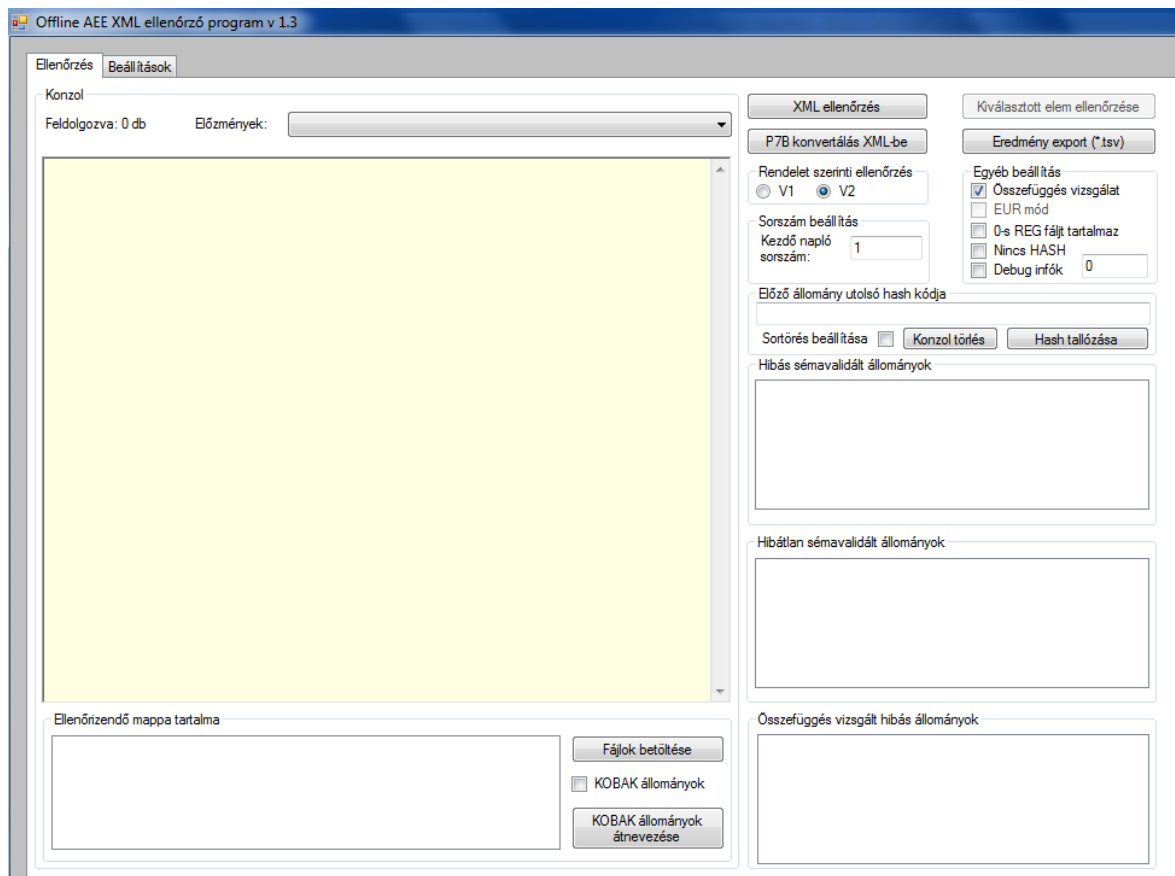 Offline AEE XML ellenőrző program v 1.3
Ellenőrzés
Beállítások
Konzol
Feldolgozva: 0 db
Előzmények:
XML ellenőrzés
Kiválasztott elem ellenőrzése
P7B konvertálás XML-be
Eredmény export (*.tsv)
Rendelet szerinti ellenőrzés
V1
V2
Egyéb beállítás
Összefüggés vizsgálat
EUR mód
0-s REG fáljt tartalmaz
Nincs HASH
Debug infók
0
Sorszám beállítás
Kezdő napló
sorszám:
1
Előző állomány utolsó hash kódja
Sortörés beállítása
Konzol törlés
Hash tallózása
Hibás sémavalidált állományok
Hibátlan sémavalidált állományok
Ellenőrizendő mappa tartalma
Fájlok betöltése
KOBAK állományok
KOBAK állományok
átnevezése
Összefüggés vizsgált hibás állományok